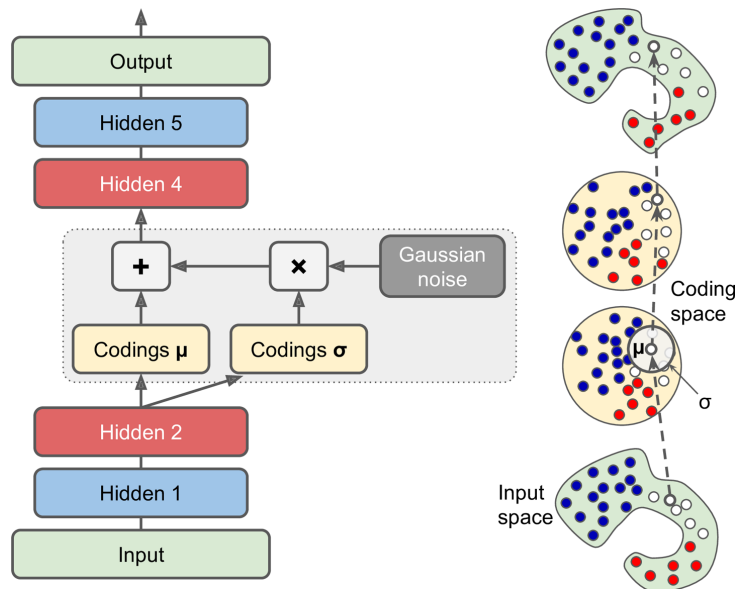 Output
Hidden 5
Hidden 4
+
×
Gaussian
noise
Codings μ
Codings σ
Hidden 2
Hidden 1
Input
Coding
space
μ
σ
Input
space